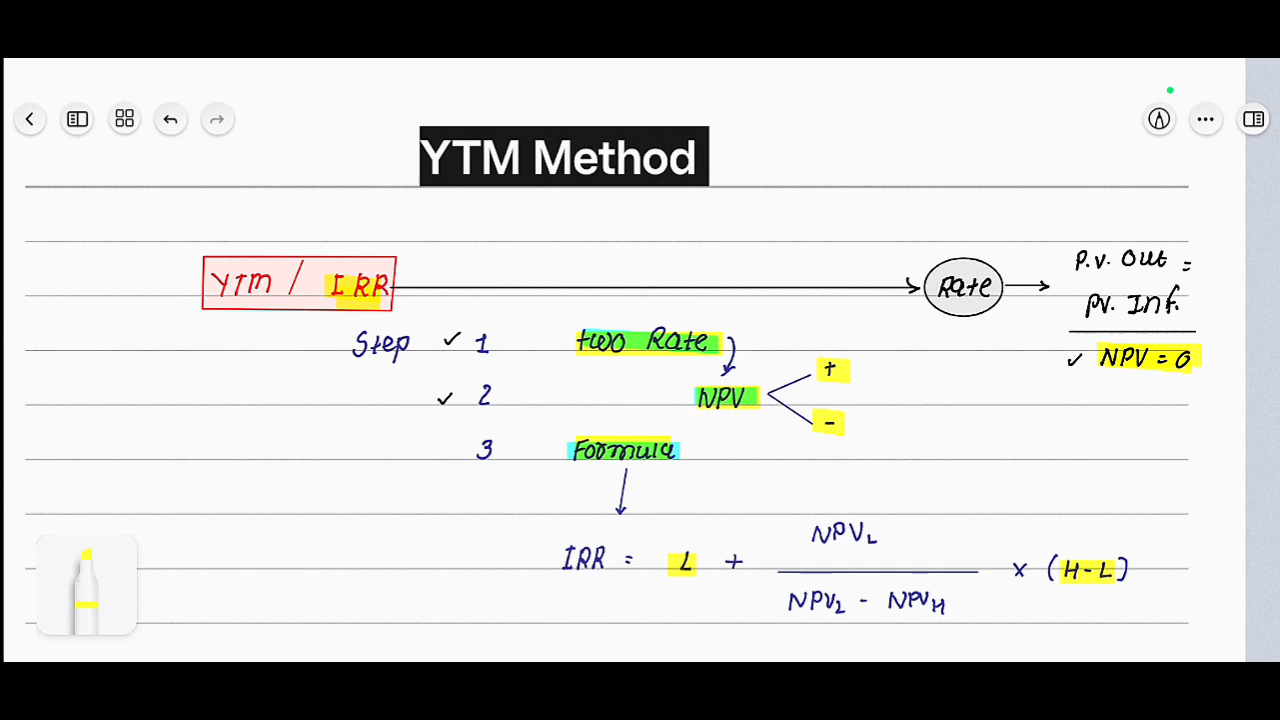 YTM Method
YTM / IRR → Rate → P.V. Out =
PV. Inf.
✓ NPV = 0
Step ✓ 1 two Rate
✓ 2 NPV + -
3 Formula
IRR = L + NPV_L / NPV_L - NPV_H × (H-L)